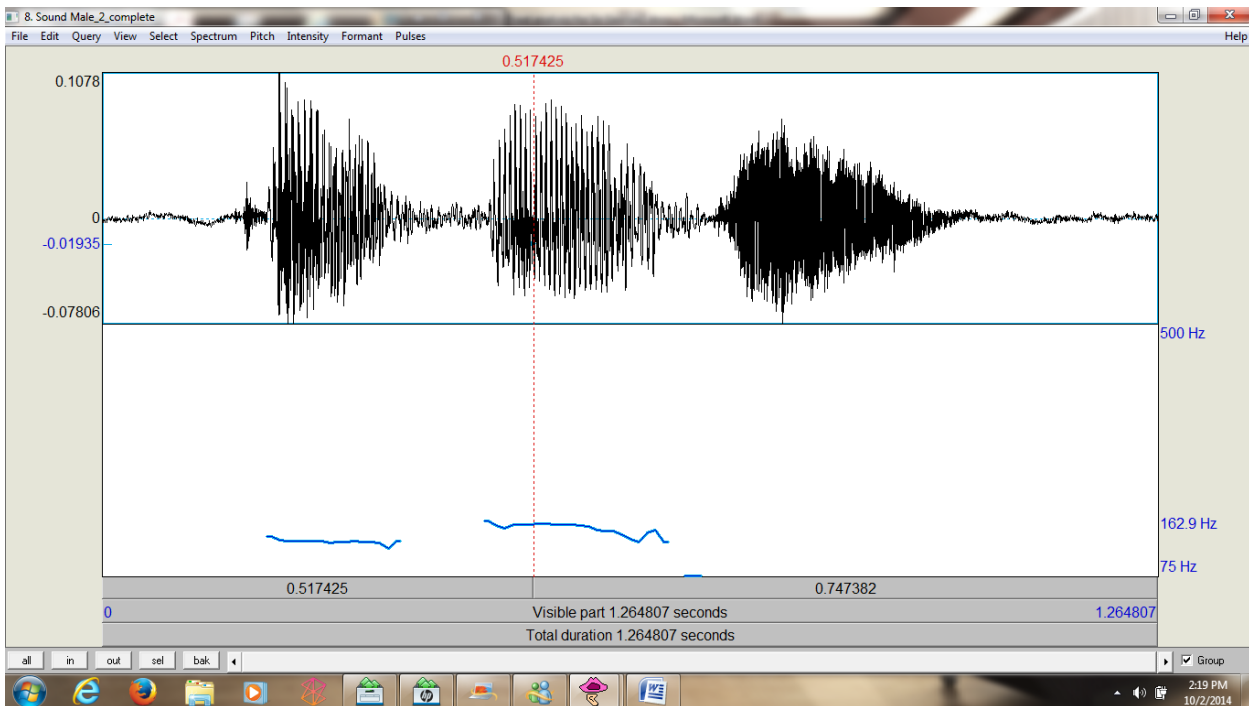 8. Sound Male_2_complete
File Edit Query View Select Spectrum Pitch Intensity Formant Pulses Help
0.517425
0.1078
0
-0.01935
-0.07806
500 Hz
162.9 Hz
75 Hz
0.517425 0.747382
0 Visible part 1.264807 seconds 1.264807
Total duration 1.264807 seconds
all in out sel bak Group
hp W
2:19 PM
10/2/2014